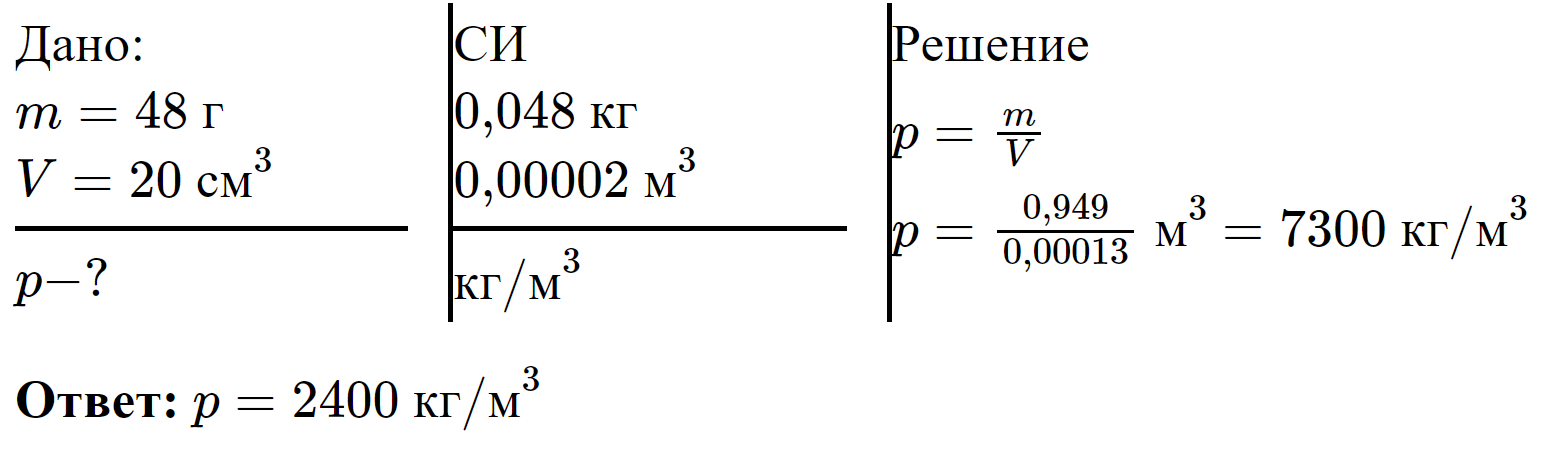 Дано:
m = 48 г
V = 20 см³
p−?
СИ
0,048 кг
0,00002 м³
кг/м³
Решение
p = m/V
p = 0,949/0,00013 м³ = 7300 кг/м³
Ответ: p = 2400 кг/м³